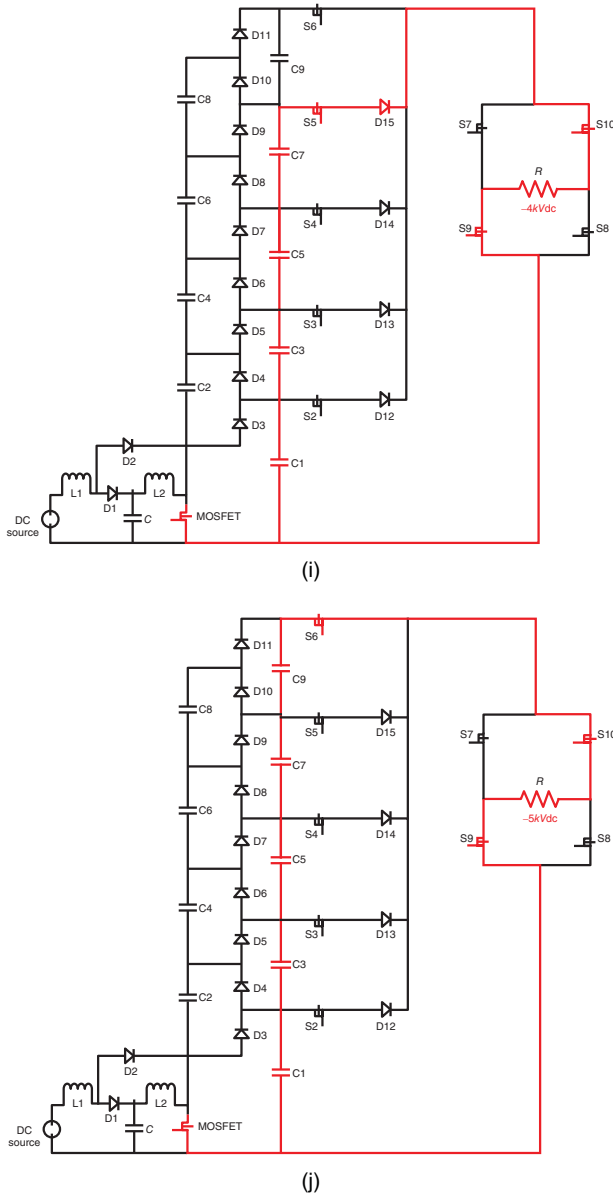 S6
D11
C9
D10
C8
S7
S10
S5
D15
D9
C7
R
D8
–4kVdc
C6
S4
D14
D7
S9
S8
C5
D6
C4
S3
D13
D5
C3
D4
C2
S2
D12
D3
D2
C1
L1
L2
D1
MOSFET
DC
source
C
(i)
S6
D11
C9
D10
C8
S7
S10
S5
D15
D9
C7
R
D8
–5kVdc
C6
S4
D14
D7
S9
S8
C5
D6
C4
S3
D13
D5
C3
D4
C2
S2
D12
D3
D2
C1
L1
L2
D1
MOSFET
DC
source
C
(j)